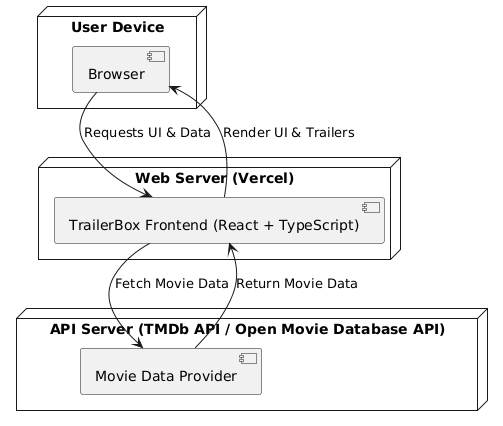 User Device
Browser
Requests UI & Data
Render UI & Trailers
Web Server (Vercel)
TrailerBox Frontend (React + TypeScript)
Fetch Movie Data
Return Movie Data
API Server (TMDb API / Open Movie Database API)
Movie Data Provider